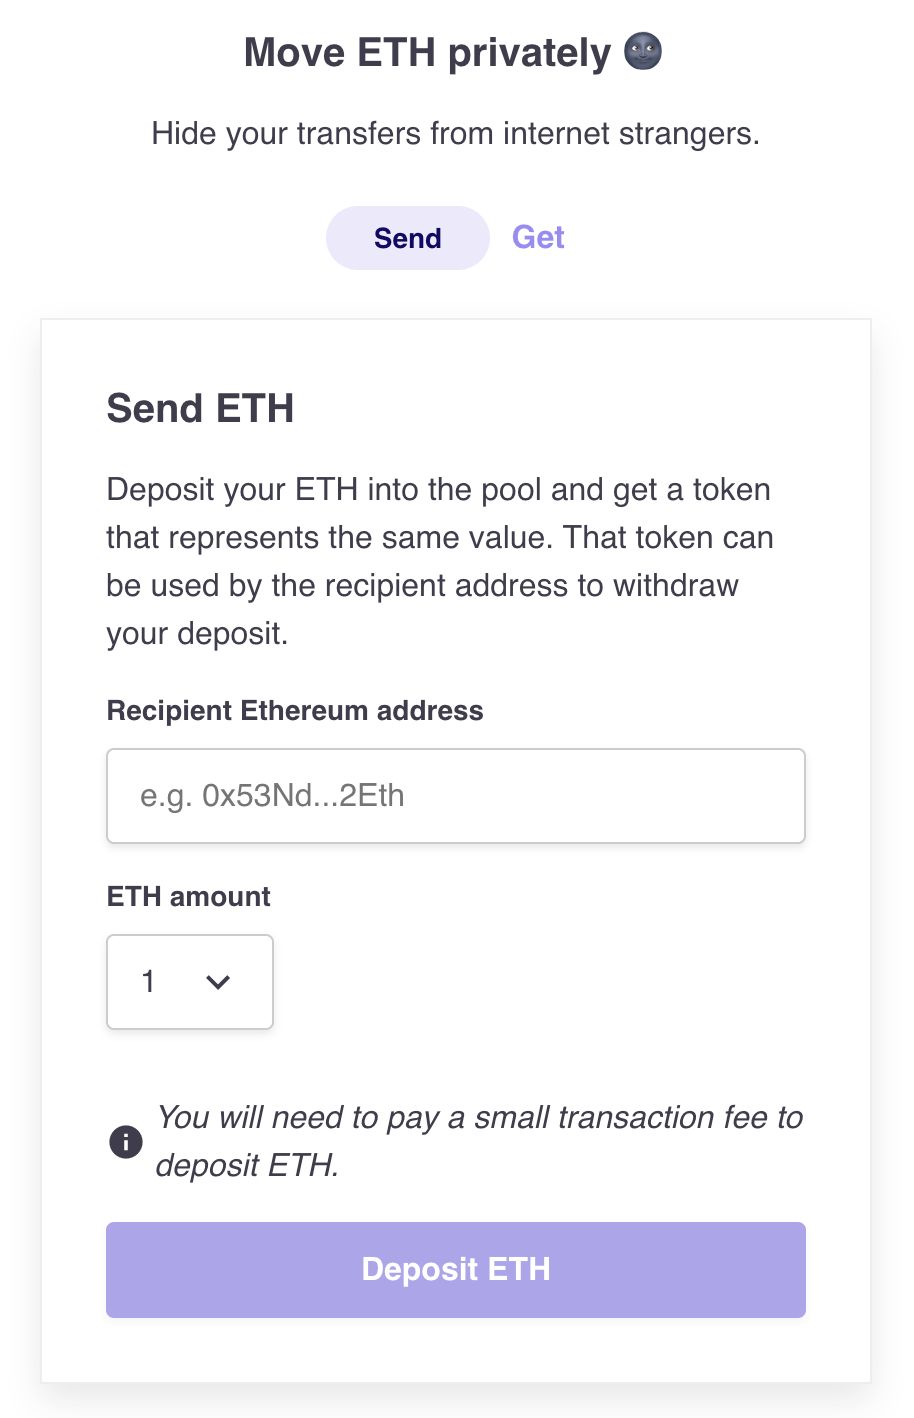 Move ETH privately 🌚
Hide your transfers from internet strangers.
Send Get
Send ETH
Deposit your ETH into the pool and get a token
that represents the same value. That token can
be used by the recipient address to withdraw
your deposit.
Recipient Ethereum address
e.g. 0x53Nd...2Eth
ETH amount
1
You will need to pay a small transaction fee to
deposit ETH.
Deposit ETH